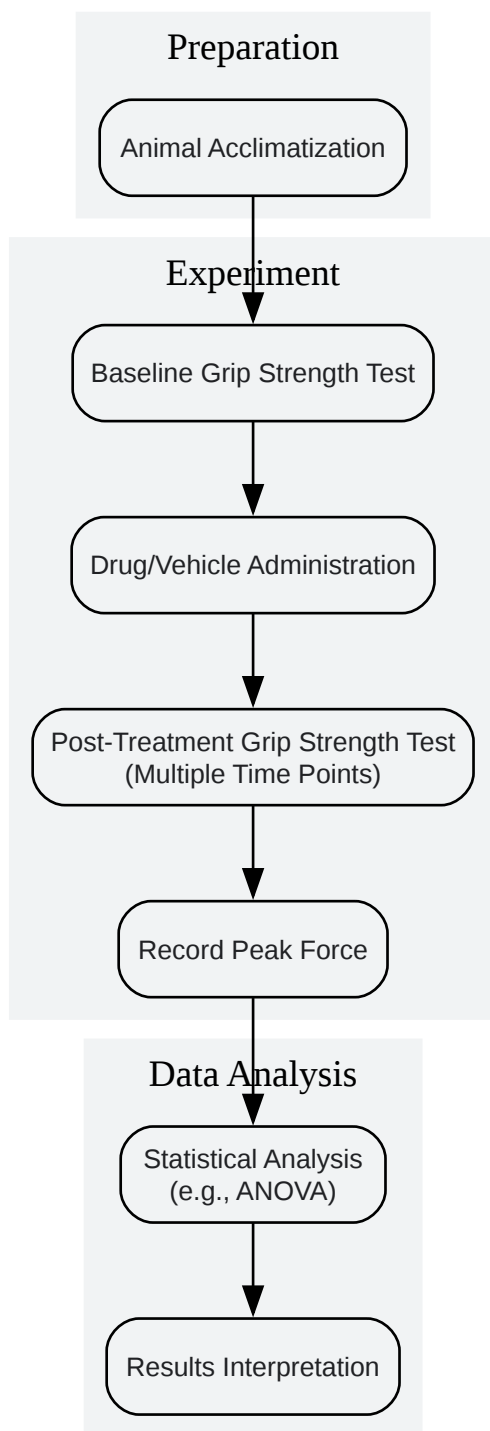 Preparation
Animal Acclimatization
Experiment
Baseline Grip Strength Test
Drug/Vehicle Administration
Post-Treatment Grip Strength Test
(Multiple Time Points)
Record Peak Force
Data Analysis
Statistical Analysis
(e.g., ANOVA)
Results Interpretation